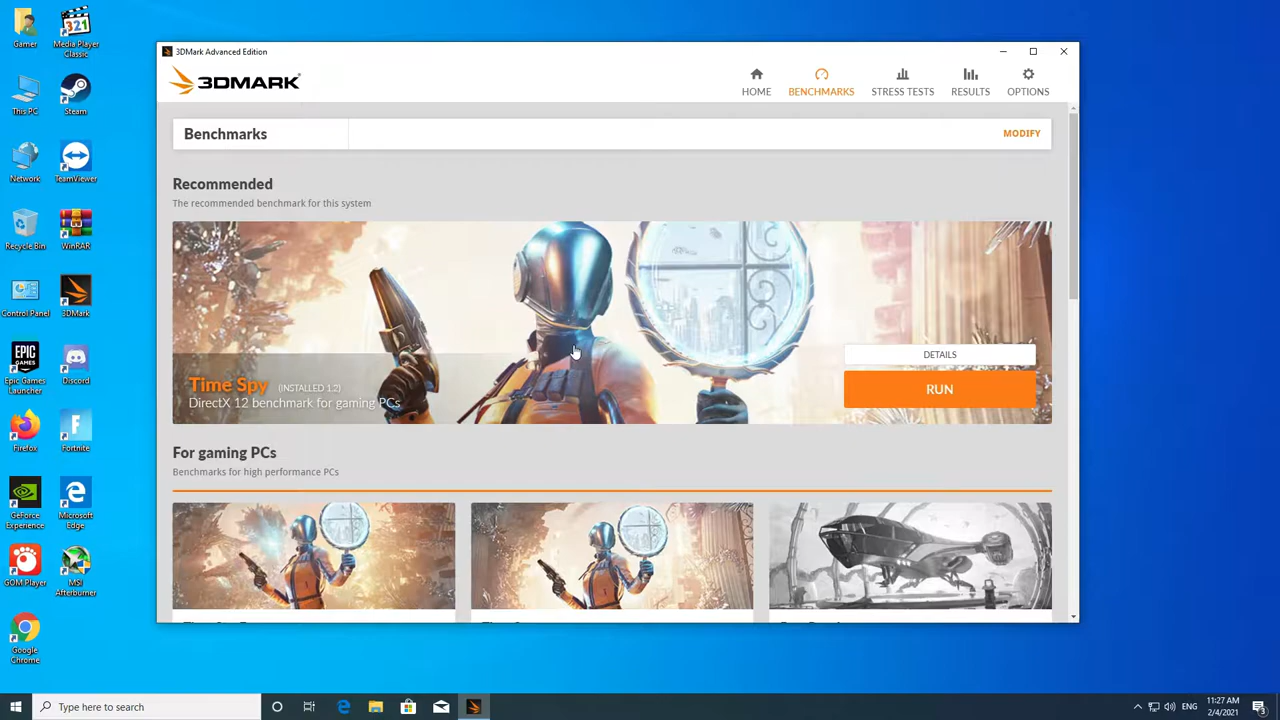 Gamer
Media Player
Classic
This PC
Steam
Network
TeamViewer
Recycle Bin
WinRAR
Control Panel
3DMark
EPIC
GAMES
Epic Games
Launcher
Discord
Firefox
Fortnite
GeForce
Experience
Microsoft
Edge
GOM Player
MSI
Afterburner
Google
Chrome
3DMark Advanced Edition
3DMARK
HOME
BENCHMARKS
STRESS TESTS
RESULTS
OPTIONS
Benchmarks
MODIFY
Recommended
The recommended benchmark for this system
Time Spy (INSTALLED 1.2)
DirectX 12 benchmark for gaming PCs
DETAILS
RUN
For gaming PCs
Benchmarks for high performance PCs
Type here to search
ENG
11:27 AM
2/4/2021
3